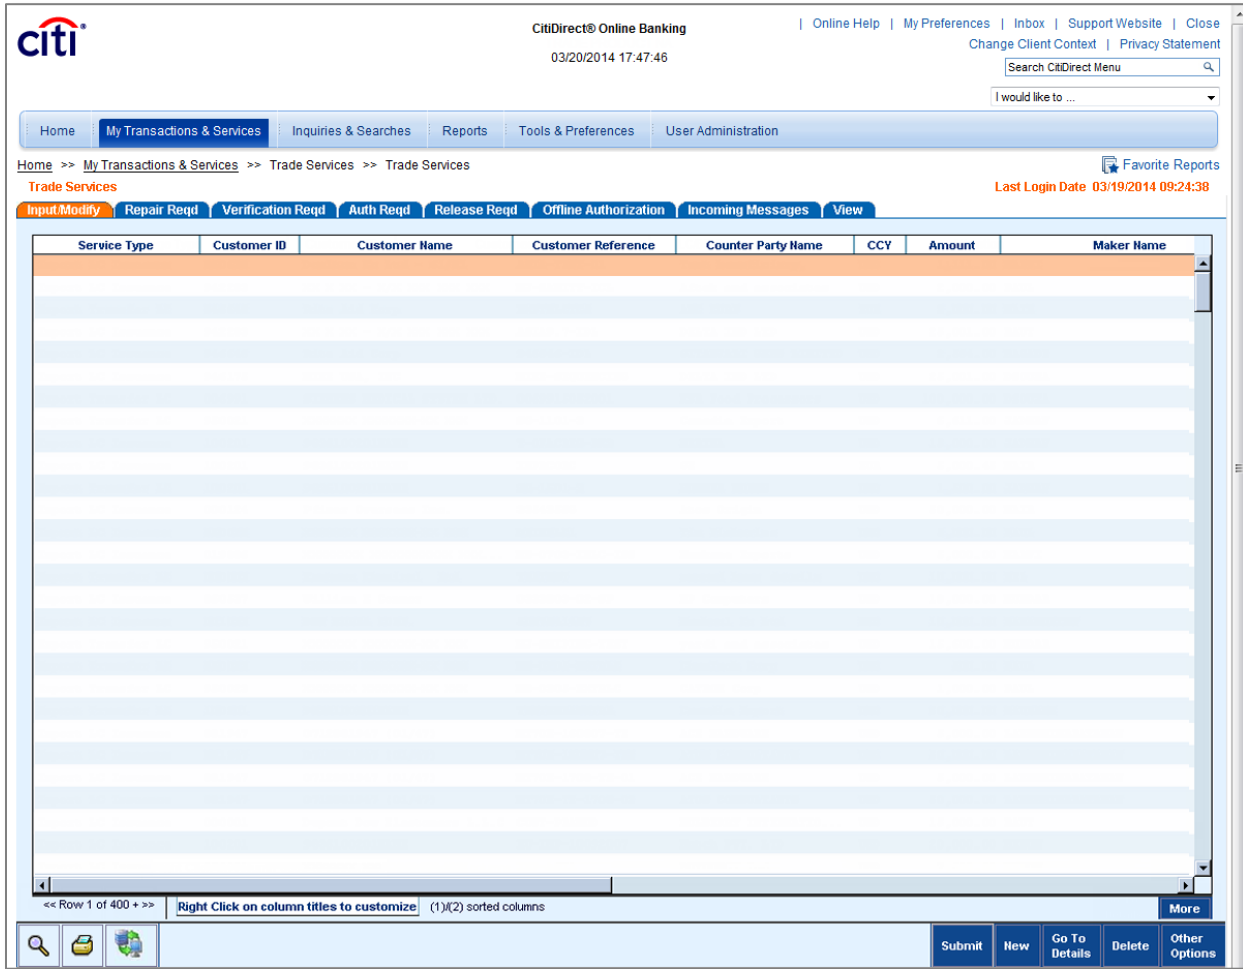 citi®
CitiDirect® Online Banking
03/20/2014 17:47:46
| Online Help | My Preferences | Inbox | Support Website | Close
Change Client Context | Privacy Statement
Search CitiDirect Menu
I would like to ...
Home My Transactions & Services Inquiries & Searches Reports Tools & Preferences User Administration
Home >> My Transactions & Services >> Trade Services >> Trade Services
Favorite Reports
Trade Services
Last Login Date 03/19/2014 09:24:38
Input/Modify Repair Reqd Verification Reqd Auth Reqd Release Reqd Offline Authorization Incoming Messages View
Service Type Customer ID Customer Name Customer Reference Counter Party Name CCY Amount Maker Name
<< Row 1 of 400 + >> Right Click on column titles to customize (1)/(2) sorted columns
More
Submit New Go To Details Delete Other Options